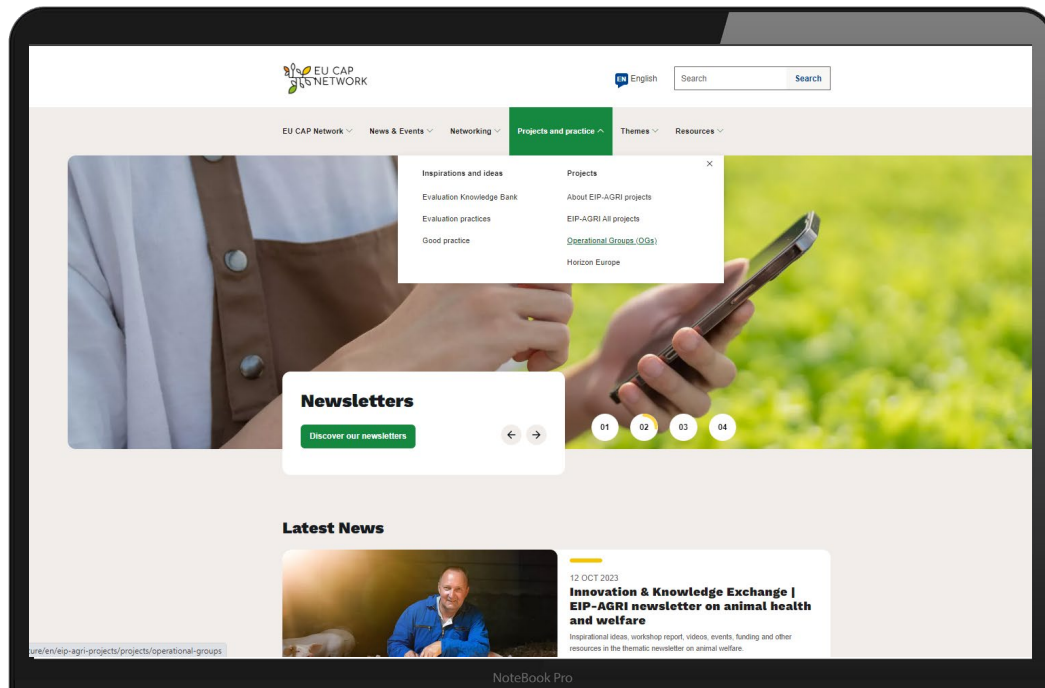 EU CAP
NETWORK
EN English
Search
Search
EU CAP Network
News & Events
Networking
Projects and practice
Themes
Resources
Inspirations and ideas
Evaluation Knowledge Bank
Evaluation practices
Good practice
Projects
About EIP-AGRI projects
EIP-AGRI All projects
Operational Groups (OGs)
Horizon Europe
Newsletters
Discover our newsletters
01
02
03
04
Latest News
12 OCT 2023
Innovation & Knowledge Exchange |
EIP-AGRI newsletter on animal health
and welfare
Inspirational ideas, workshop report, videos, events, funding and other
resources in the thematic newsletter on animal welfare.
ture/en/eip-agri-projects/projects/operational-groups
NoteBook Pro